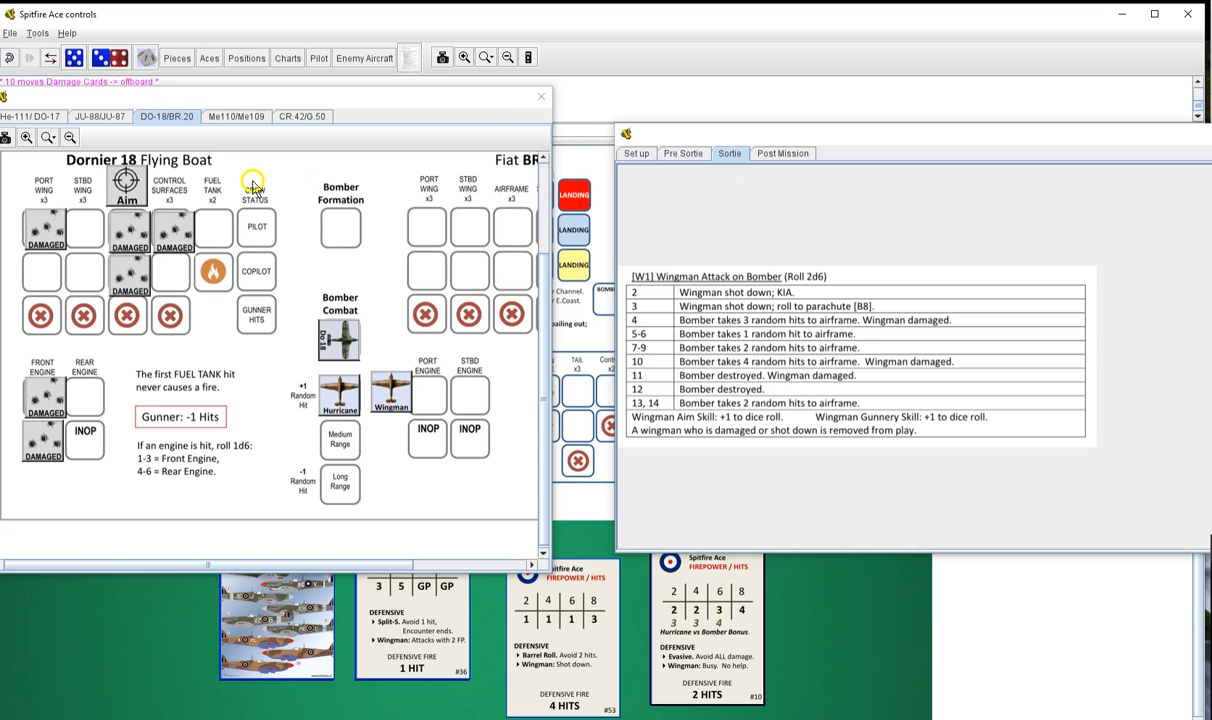 Spitfire Ace controls
File Tools Help
Pieces Aces Positions Charts Pilot Enemy Aircraft
* 10 moves Damage Cards -> offboard *
He-111/ DO-17 JU-88/JU-87 DO-18/BR.20 Me110/Me109 CR.42/G.50
Dornier 18 Flying Boat
Fiat BR
PORT WING x3
STBD WING x3
Aim
CONTROL SURFACES x3
FUEL TANK x2
STATUS
DAMAGED
DAMAGED
DAMAGED
PILOT
DAMAGED
COPILOT
GUNNER HITS
Bomber Formation
PORT WING x3
STBD WING x3
AIRFRAME x3
Bomber Combat
Do 18
FRONT ENGINE
REAR ENGINE
DAMAGED
DAMAGED
INOP
The first FUEL TANK hit
never causes a fire.
Gunner: -1 Hits
If an engine is hit, roll 1d6:
1-3 = Front Engine,
4-6 = Rear Engine.
+1 Random Hit
Hurricane
Wingman
PORT ENGINE
STBD ENGINE
Medium Range
INOP
INOP
-1 Random Hit
Long Range
LANDING
LANDING
LANDING
Channel.
E.Coast.
BOMB
ailing out;
TAIL x3
Cont
x2
Set up Pre Sortie Sortie Post Mission
[W1] Wingman Attack on Bomber (Roll 2d6)
2 Wingman shot down; KIA.
3 Wingman shot down; roll to parachute [B8].
4 Bomber takes 3 random hit to airframe. Wingman damaged.
5-6 Bomber takes 1 random hit to airframe.
7-9 Bomber takes 2 random hits to airframe.
10 Bomber takes 4 random hits to airframe. Wingman damaged.
11 Bomber destroyed. Wingman damaged.
12 Bomber destroyed.
13, 14 Bomber takes 2 random hits to airframe.
Wingman Aim Skill: +1 to dice roll. Wingman Gunnery Skill: +1 to dice roll.
A wingman who is damaged or shot down is removed from play.
3 5 GP GP
DEFENSIVE
Split-S. Avoid 1 hit,
Encounter ends.
Wingman: Attacks with 2 FP.
DEFENSIVE FIRE
1 HIT
#36
itfire Ace
FIREPOWER / HITS
2 4 6 8
1 1 1 3
DEFENSIVE
Barrel Roll. Avoid 2 hits.
Wingman: Shot down.
DEFENSIVE FIRE
4 HITS
#53
Spitfire Ace
FIREPOWER / HITS
2 4 6 8
2 2 3 4
3 3 4
Hurricane vs Bomber Bonus.
DEFENSIVE
Evasive. Avoid ALL damage.
Wingman: Busy. No help.
DEFENSIVE FIRE
2 HITS
#10